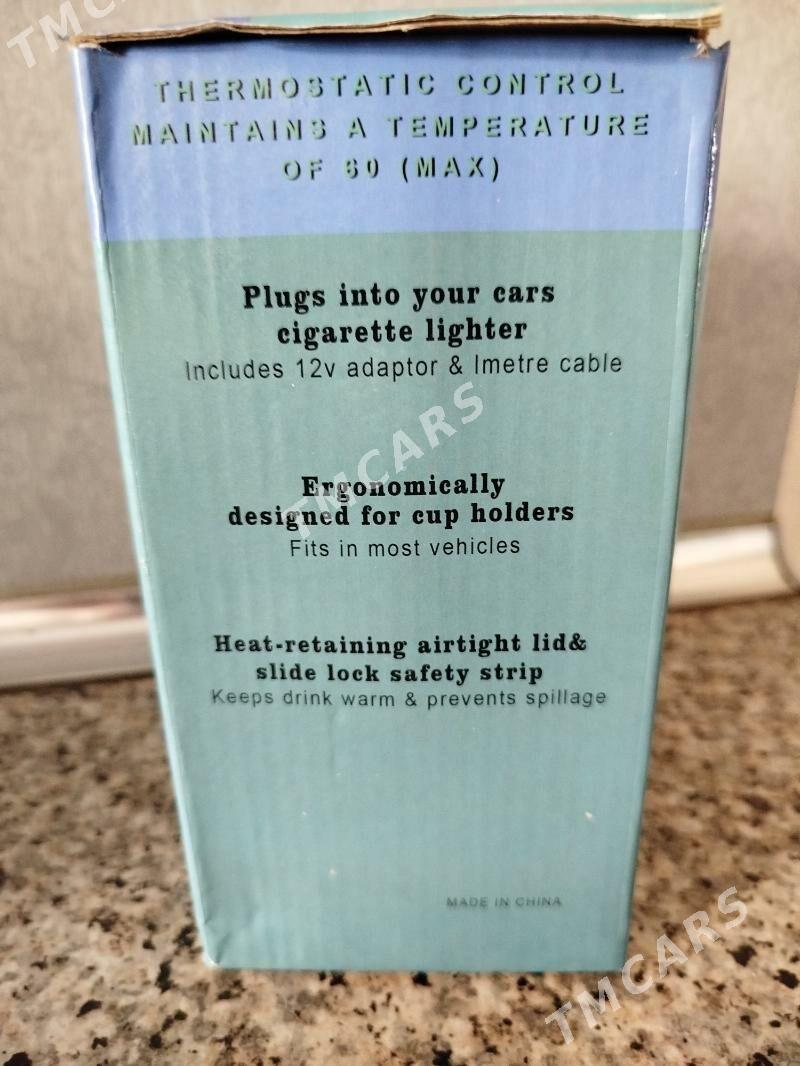 TMCARS
THERMOSTATIC CONTROL
MAINTAINS A TEMPERATURE
OF 60 (MAX)
Plugs into your cars
cigarette lighter
Includes 12v adaptor & lmetre cable
TMCARS
Ergonomically
designed for cup holders
Fits in most vehicles
Heat-retaining airtight lid&
slide lock safety strip
Keeps drink warm & prevents spillage
MADE IN CHINA
TMCARS